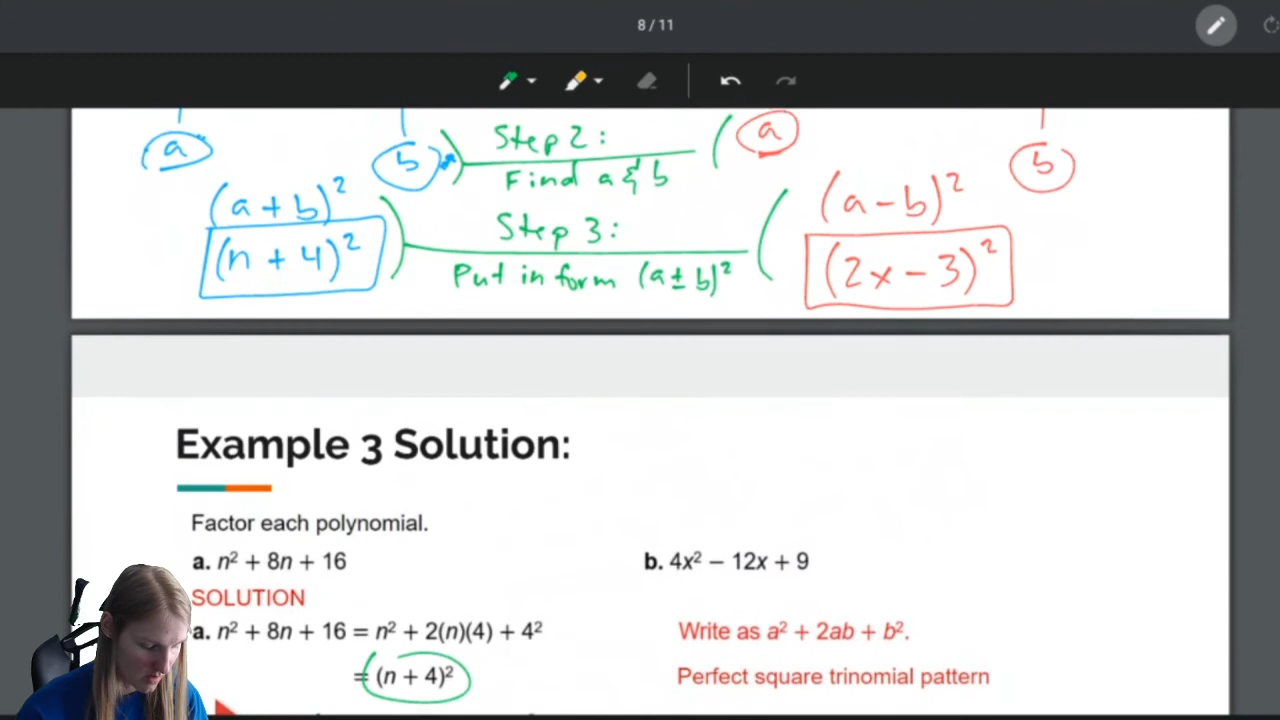 8 / 11
a b Step 2: a b
Find a & b
(a + b)² Step 3: (a - b)²
(n + 4)² Put in form (a ± b)² (2x - 3)²
Example 3 Solution:
Factor each polynomial.
a. n² + 8n + 16 b. 4x² – 12x + 9
SOLUTION
a. n² + 8n + 16 = n² + 2(n)(4) + 4² Write as a² + 2ab + b².
= (n + 4)² Perfect square trinomial pattern